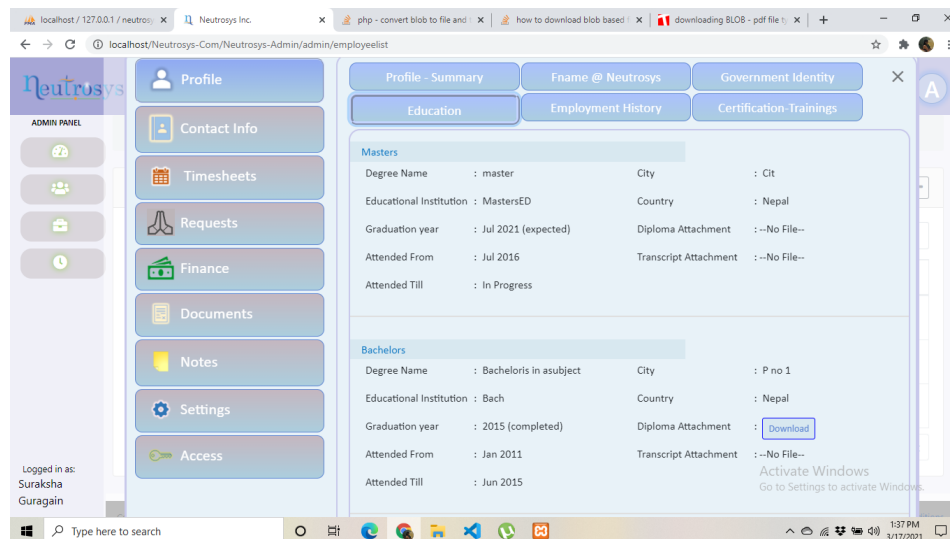 localhost / 127.0.0.1 / neutrosy
Neutrosys Inc.
php - convert blob to file and
how to download blob based
downloading BLOB - pdf file ty
localhost/Neutrosys-Com/Neutrosys-Admin/admin/employeelist
Neutrosys
A
ADMIN PANEL
Profile
Contact Info
Timesheets
Requests
Finance
Documents
Notes
Settings
Access
Logged in as:
Suraksha
Guragain
Profile - Summary
Fname @ Neutrosys
Government Identity
Education
Employment History
Certification-Trainings
Masters
Degree Name : master City : Cit
Educational Institution : MastersED Country : Nepal
Graduation year : Jul 2021 (expected) Diploma Attachment : --No File--
Attended From : Jul 2016 Transcript Attachment : --No File--
Attended Till : In Progress
Bachelors
Degree Name : Bacheloris in asubject City : P no 1
Educational Institution : Bach Country : Nepal
Graduation year : 2015 (completed) Diploma Attachment : Download
Attended From : Jan 2011 Transcript Attachment : --No File--
Attended Till : Jun 2015
Activate Windows
Go to Settings to activate Windows.
Type here to search
1:37 PM
3/17/2021